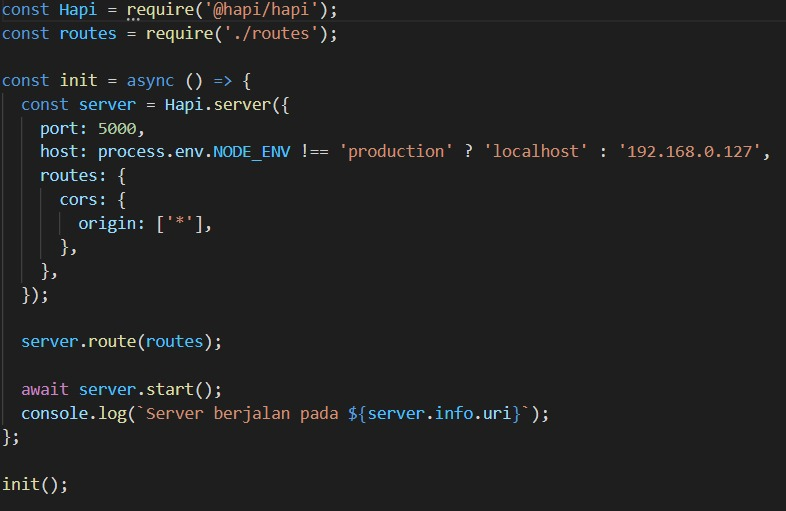 const Hapi = require('@hapi/hapi');
const routes = require('./routes');
const init = async () => {
  const server = Hapi.server({
    port: 5000,
    host: process.env.NODE_ENV !== 'production' ? 'localhost' : '192.168.0.127',
    routes: {
      cors: {
        origin: ['*'],
      },
    },
  });
  server.route(routes);
  await server.start();
  console.log(`Server berjalan pada ${server.info.uri}`);
};
init();